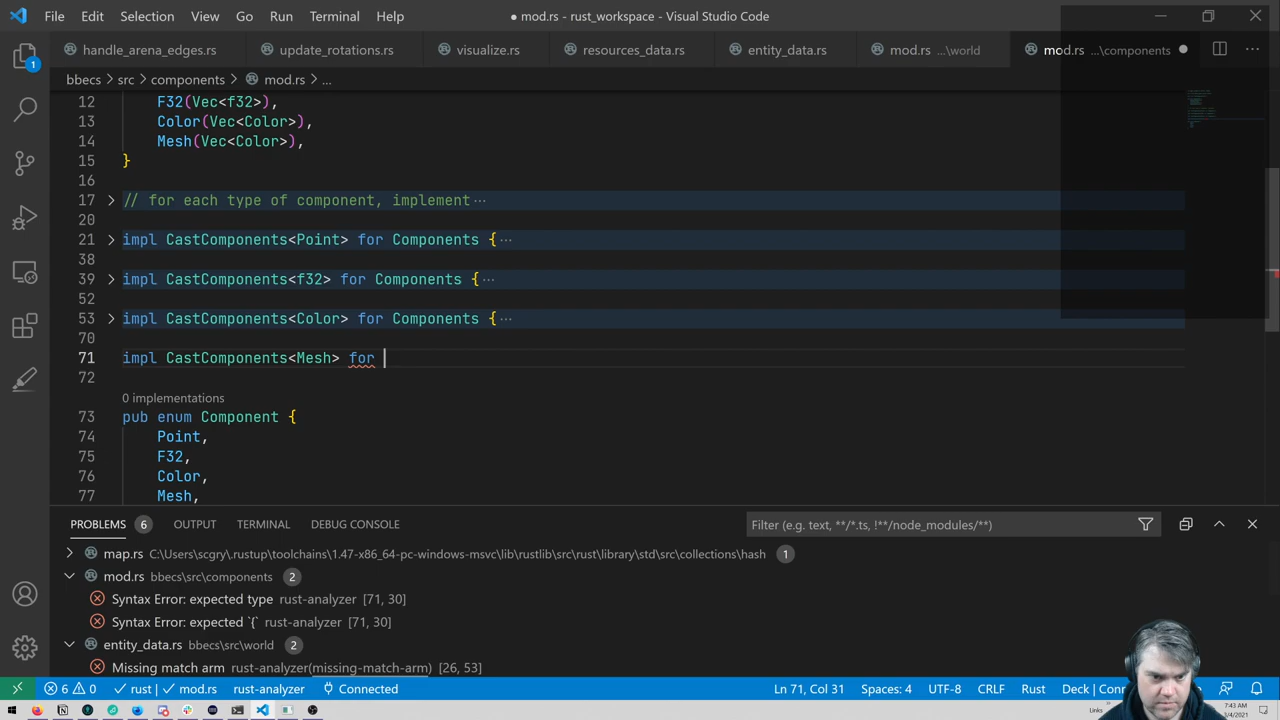 File Edit Selection View Go Run Terminal Help ● mod.rs - rust_workspace - Visual Studio Code
handle_arena_edges.rs update_rotations.rs visualize.rs resources_data.rs entity_data.rs mod.rs ...\world mod.rs ...\components
bbecs > src > components > mod.rs > ...
12 F32(Vec<f32>),
13 Color(Vec<Color>),
14 Mesh(Vec<Color>),
15 }
16
17 // for each type of component, implement ...
20
21 impl CastComponents<Point> for Components { ...
38
39 impl CastComponents<f32> for Components { ...
52
53 impl CastComponents<Color> for Components { ...
70
71 impl CastComponents<Mesh> for
72
0 implementations
73 pub enum Component {
74 Point,
75 F32,
76 Color,
77 Mesh,
PROBLEMS 6 OUTPUT TERMINAL DEBUG CONSOLE Filter (e.g. text, **/*.ts, !**/node_modules/**)
map.rs C:\Users\scgry\.rustup\toolchains\1.47-x86_64-pc-windows-msvc\lib\rustlib\src\rust\library\std\src\collections\hash 1
mod.rs bbecs\src\components 2
Syntax Error: expected type rust-analyzer [71, 30]
Syntax Error: expected `{` rust-analyzer [71, 30]
entity_data.rs bbecs\src\world 2
Missing match arm rust-analyzer(missing-match-arm) [26, 53]
6 0 rust mod.rs rust-analyzer Connected Ln 71, Col 31 Spaces: 4 UTF-8 CRLF Rust Deck | Conn
Links 7:43 AM
3/4/2021